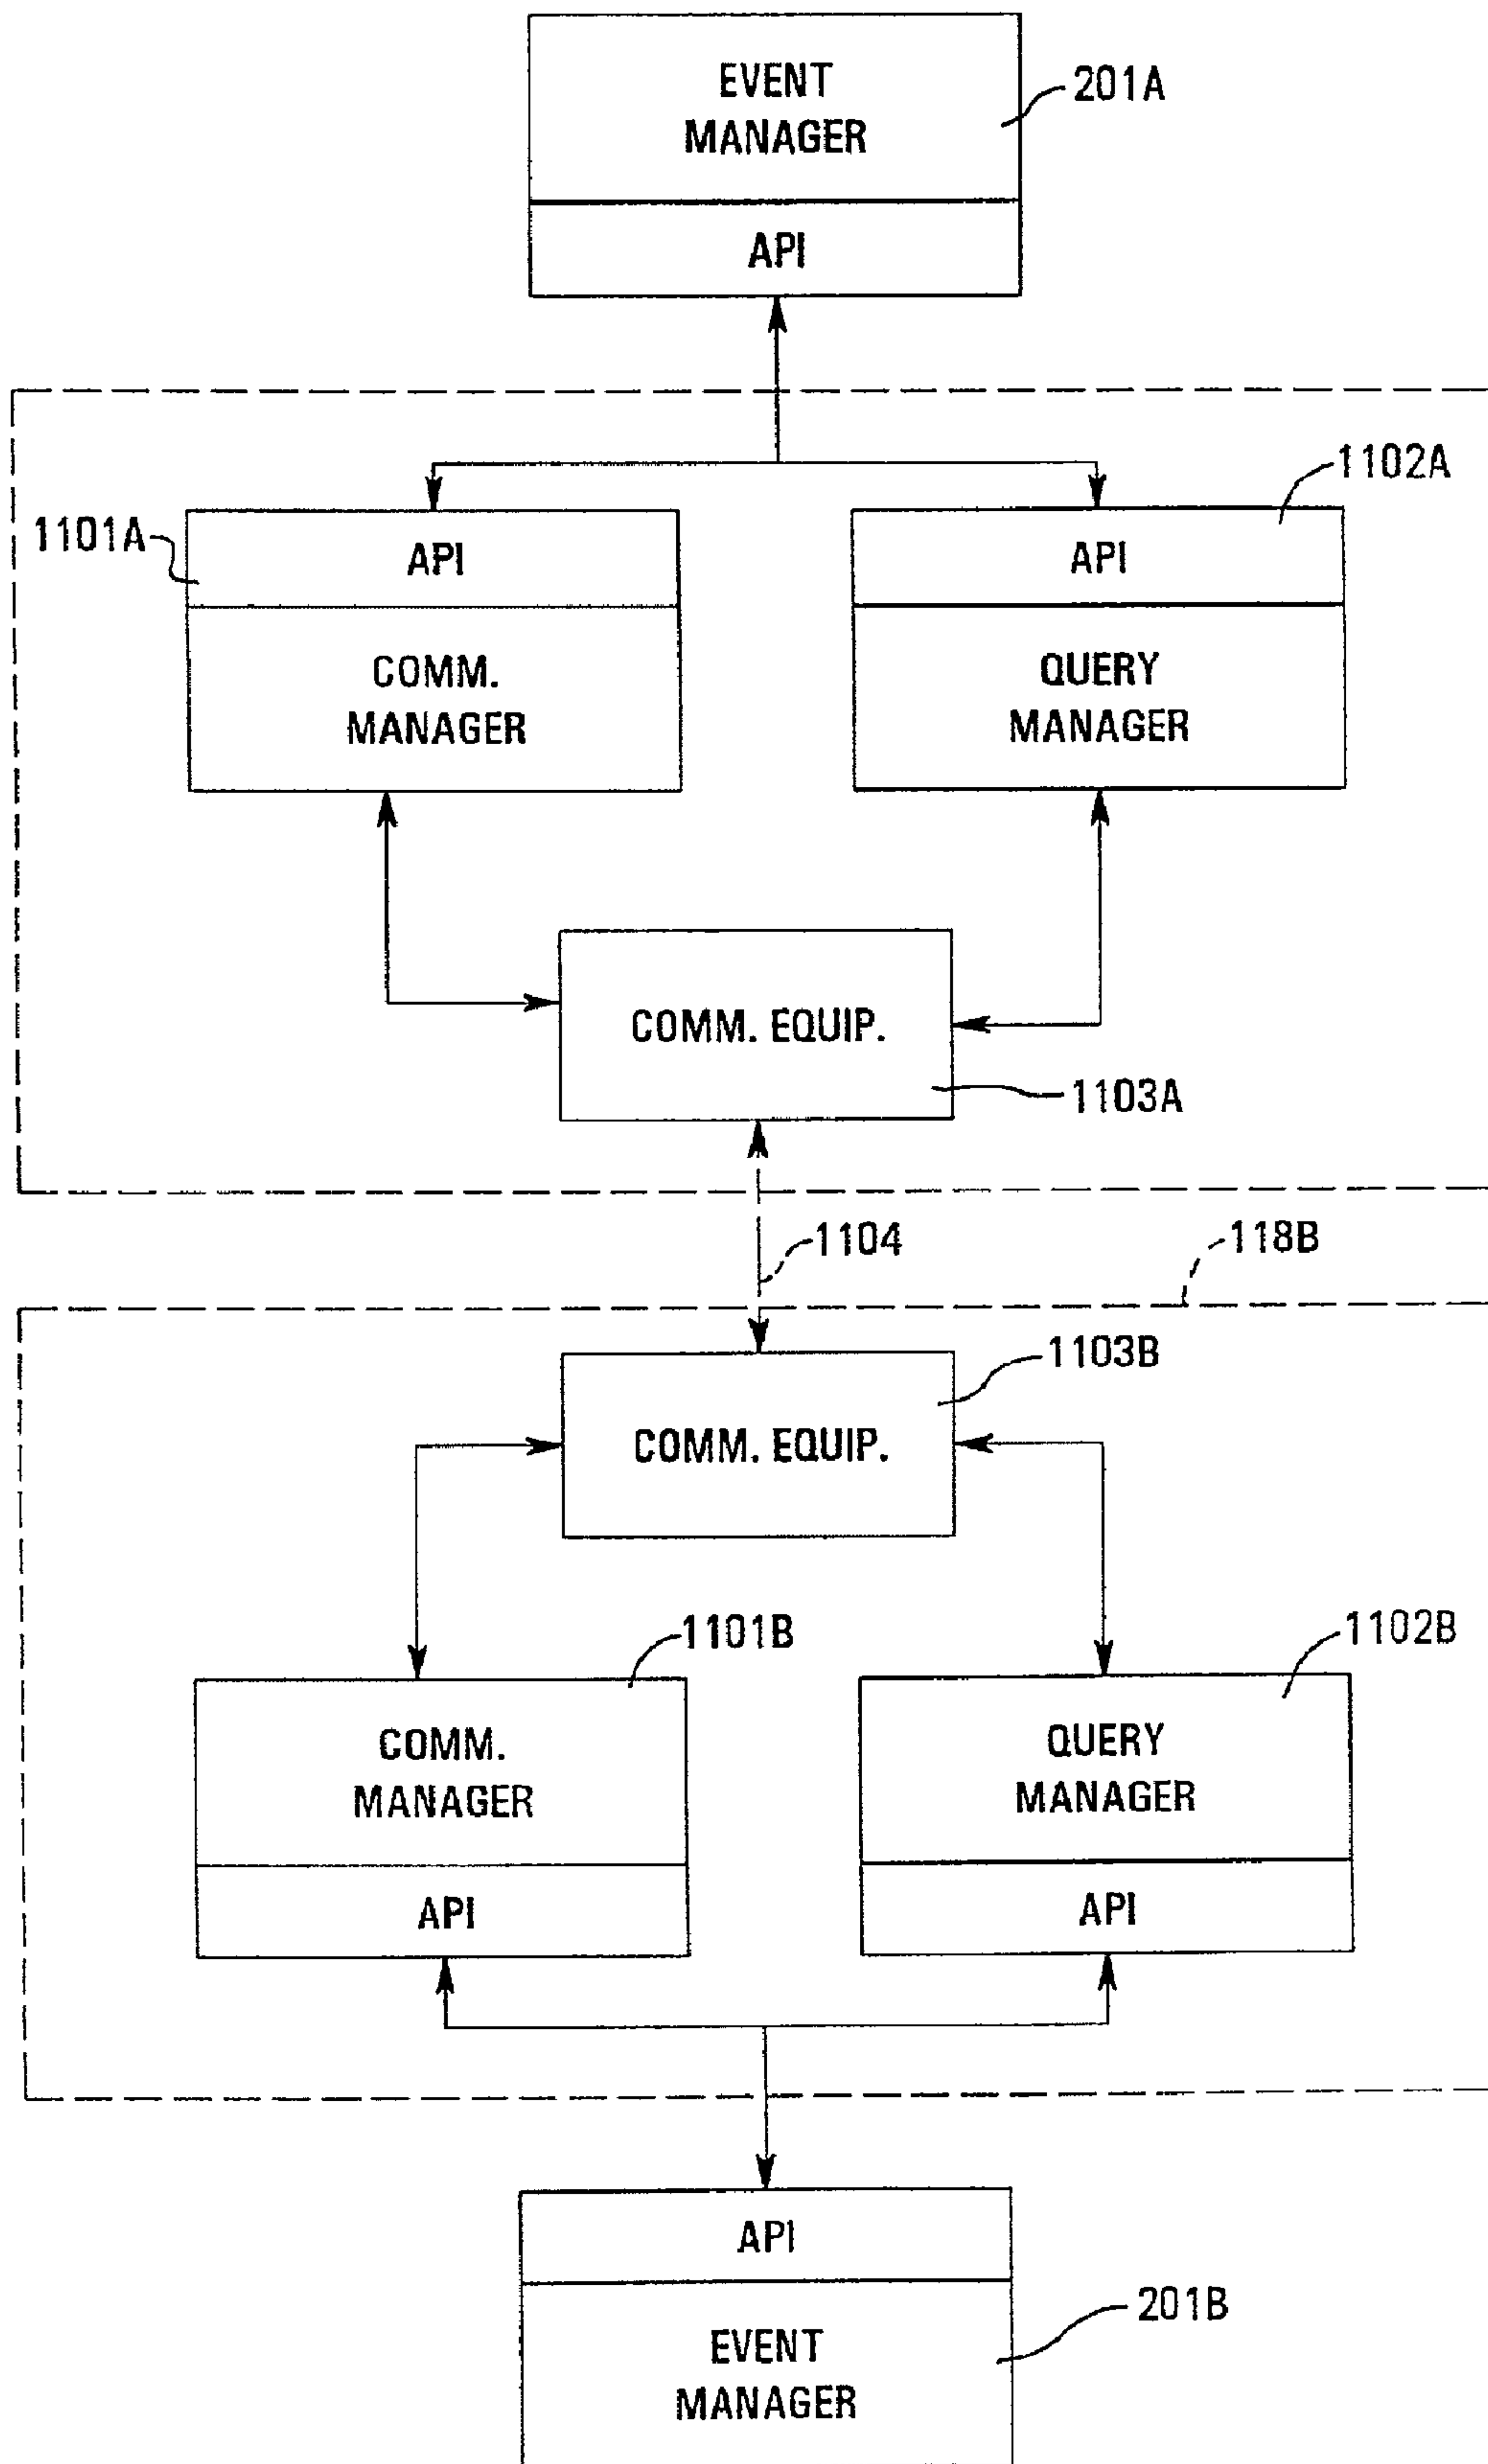 EVENT
MANAGER
201A
API
1102A
1101A
API
API
COMM.
MANAGER
QUERY
MANAGER
COMM. EQUIP.
1103A
1104
118B
1103B
COMM. EQUIP.
1101B
1102B
COMM.
MANAGER
QUERY
MANAGER
API
API
API
201B
EVENT
MANAGER